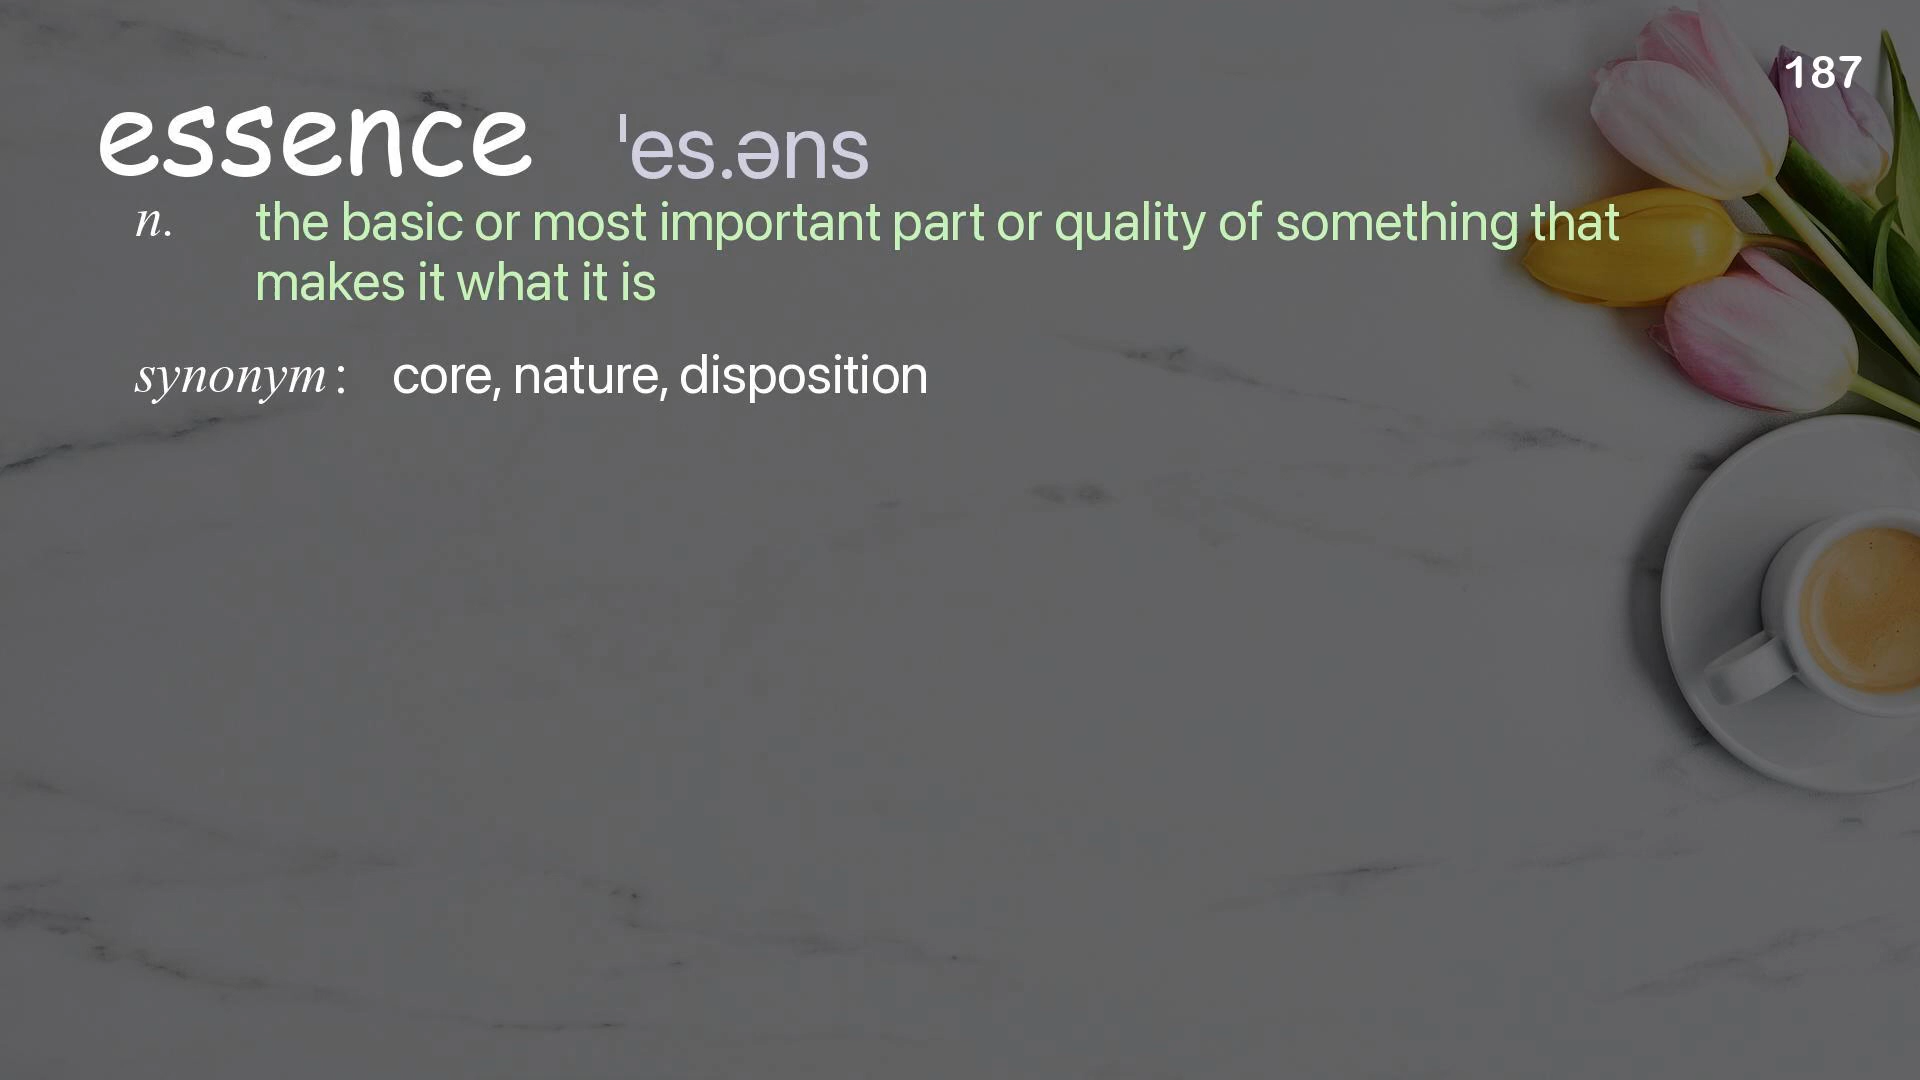 187
essence ˈes.əns
n. the basic or most important part or quality of something that
makes it what it is
synonym: core, nature, disposition